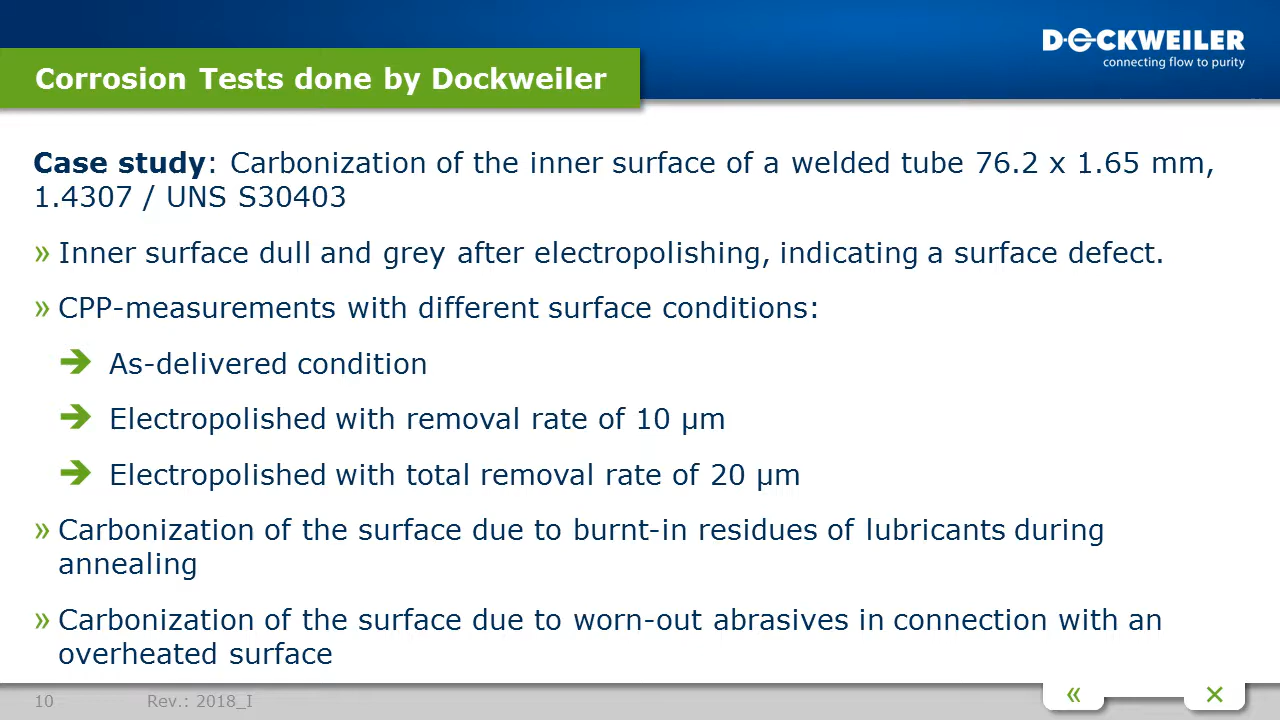 DOCKWEILER
connecting flow to purity
Corrosion Tests done by Dockweiler
Case study: Carbonization of the inner surface of a welded tube 76.2 x 1.65 mm,
1.4307 / UNS S30403
» Inner surface dull and grey after electropolishing, indicating a surface defect.
» CPP-measurements with different surface conditions:
➔ As-delivered condition
➔ Electropolished with removal rate of 10 µm
➔ Electropolished with total removal rate of 20 µm
» Carbonization of the surface due to burnt-in residues of lubricants during
annealing
» Carbonization of the surface due to worn-out abrasives in connection with an
overheated surface
10 Rev.: 2018_I « ×